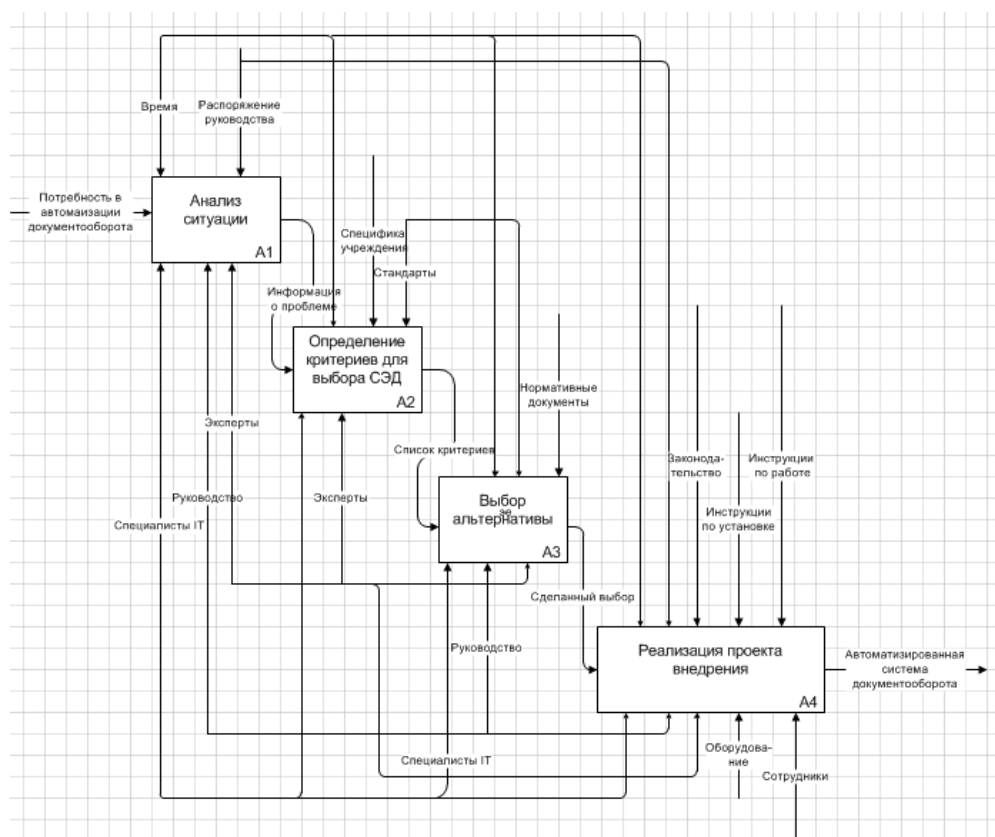 Время
Распоряжение
руководства
Потребность в
автомаизации
документооборота
Анализ
ситуации
A1
Специфика
учреждения
Стандарты
Информация
о проблеме
Определение
критериев для
выбора СЭД
A2
Нормативные
документы
Эксперты
Список критериев
Законода-
тельство
Инструкции
по работе
Руководство
Эксперты
Специалисты IT
Инструкции
по установке
Выбор
альтернативы
A3
Сделанный выбор
Руководство
Реализация проекта
внедрения
A4
Автоматизированная
система
документооборота
Специалисты IT
Оборудова-
ние
Сотрудники